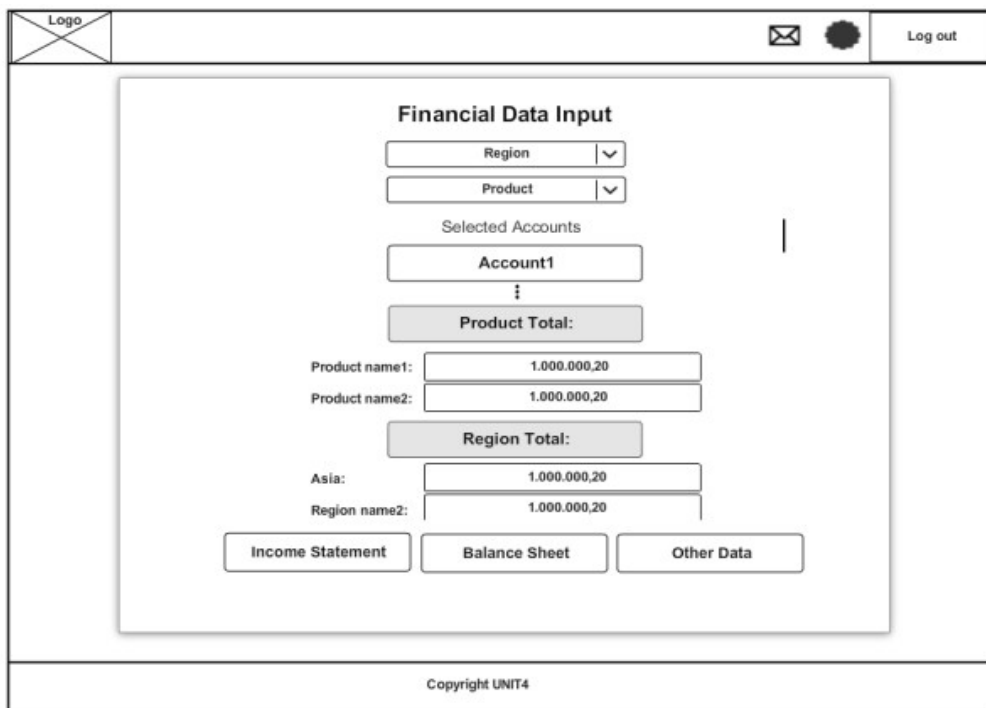 Logo
Log out
Financial Data Input
Region
Product
Selected Accounts
Account1
Product Total:
Product name1: 1.000.000,20
Product name2: 1.000.000,20
Region Total:
Asia: 1.000.000,20
Region name2: 1.000.000,20
Income Statement Balance Sheet Other Data
Copyright UNIT4